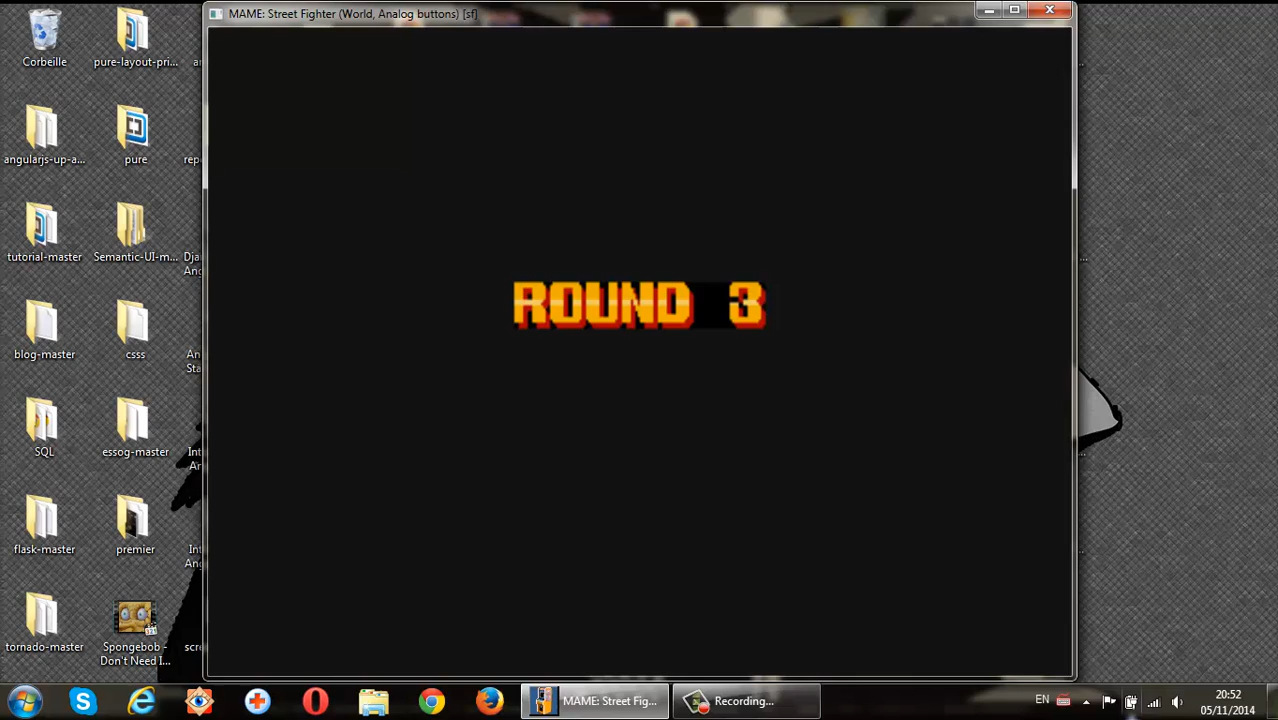 MAME: Street Fighter (World, Analog buttons) [sf]
Corbeille
pure-layout-pri...
angularjs-up-a...
pure
tutorial-master
Semantic-UI-m...
blog-master
csss
SQL
essog-master
flask-master
premier
tornado-master
Spongebob -
Don't Need I...
ROUND 3
MAME: Street Fig...
Recording...
EN
20:52
05/11/2014